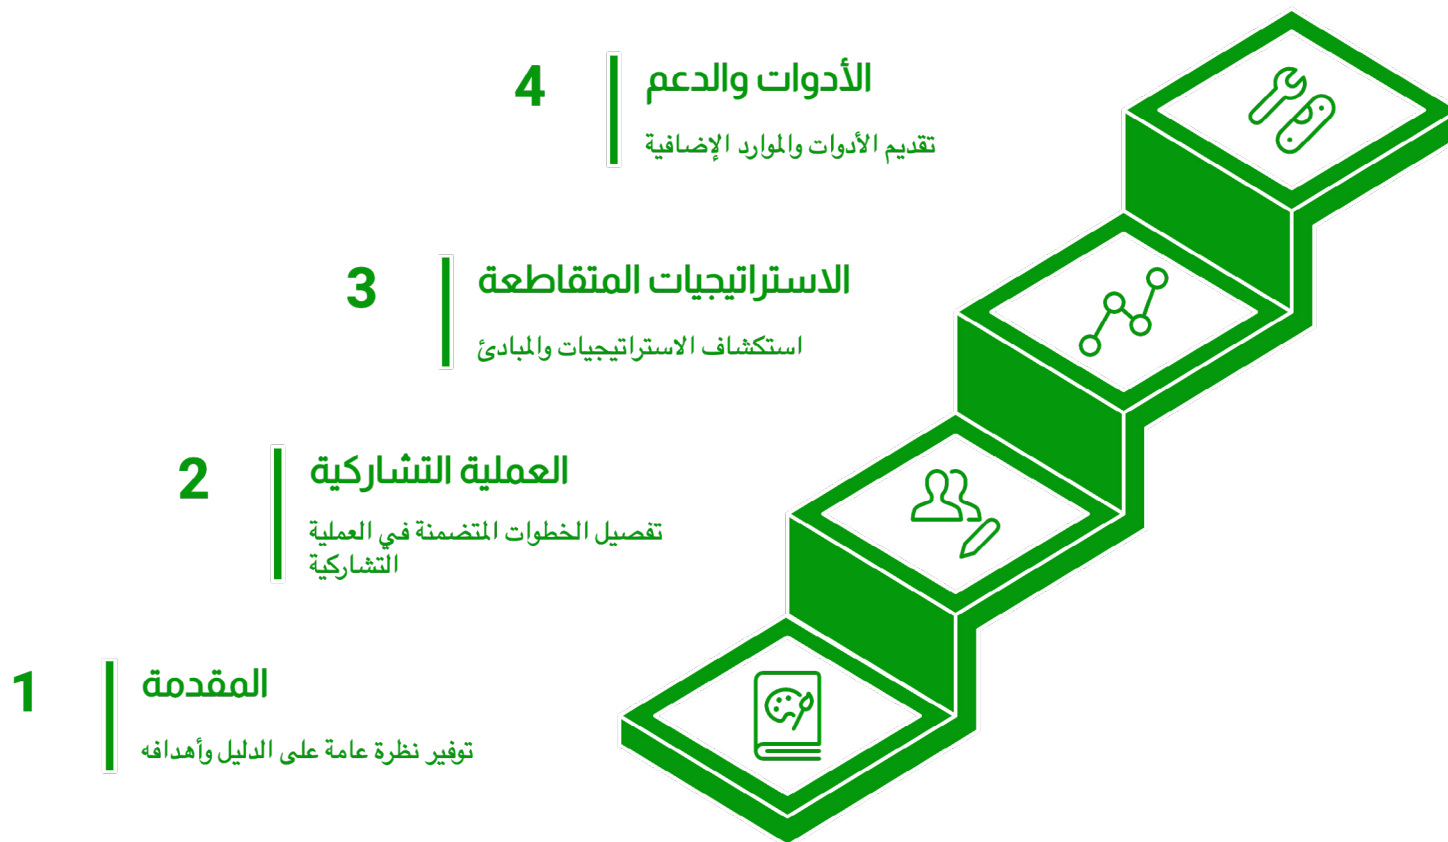 4
الأدوات والدعم
تقديم الأدوات والموارد الإضافية
3
الاستراتيجيات المتقاطعة
استكشاف الاستراتيجيات والمبادئ
2
العملية التشاركية
تفصيل الخطوات المتضمنة في العملية
التشاركية
1
المقدمة
توفير نظرة عامة على الدليل وأهدافه